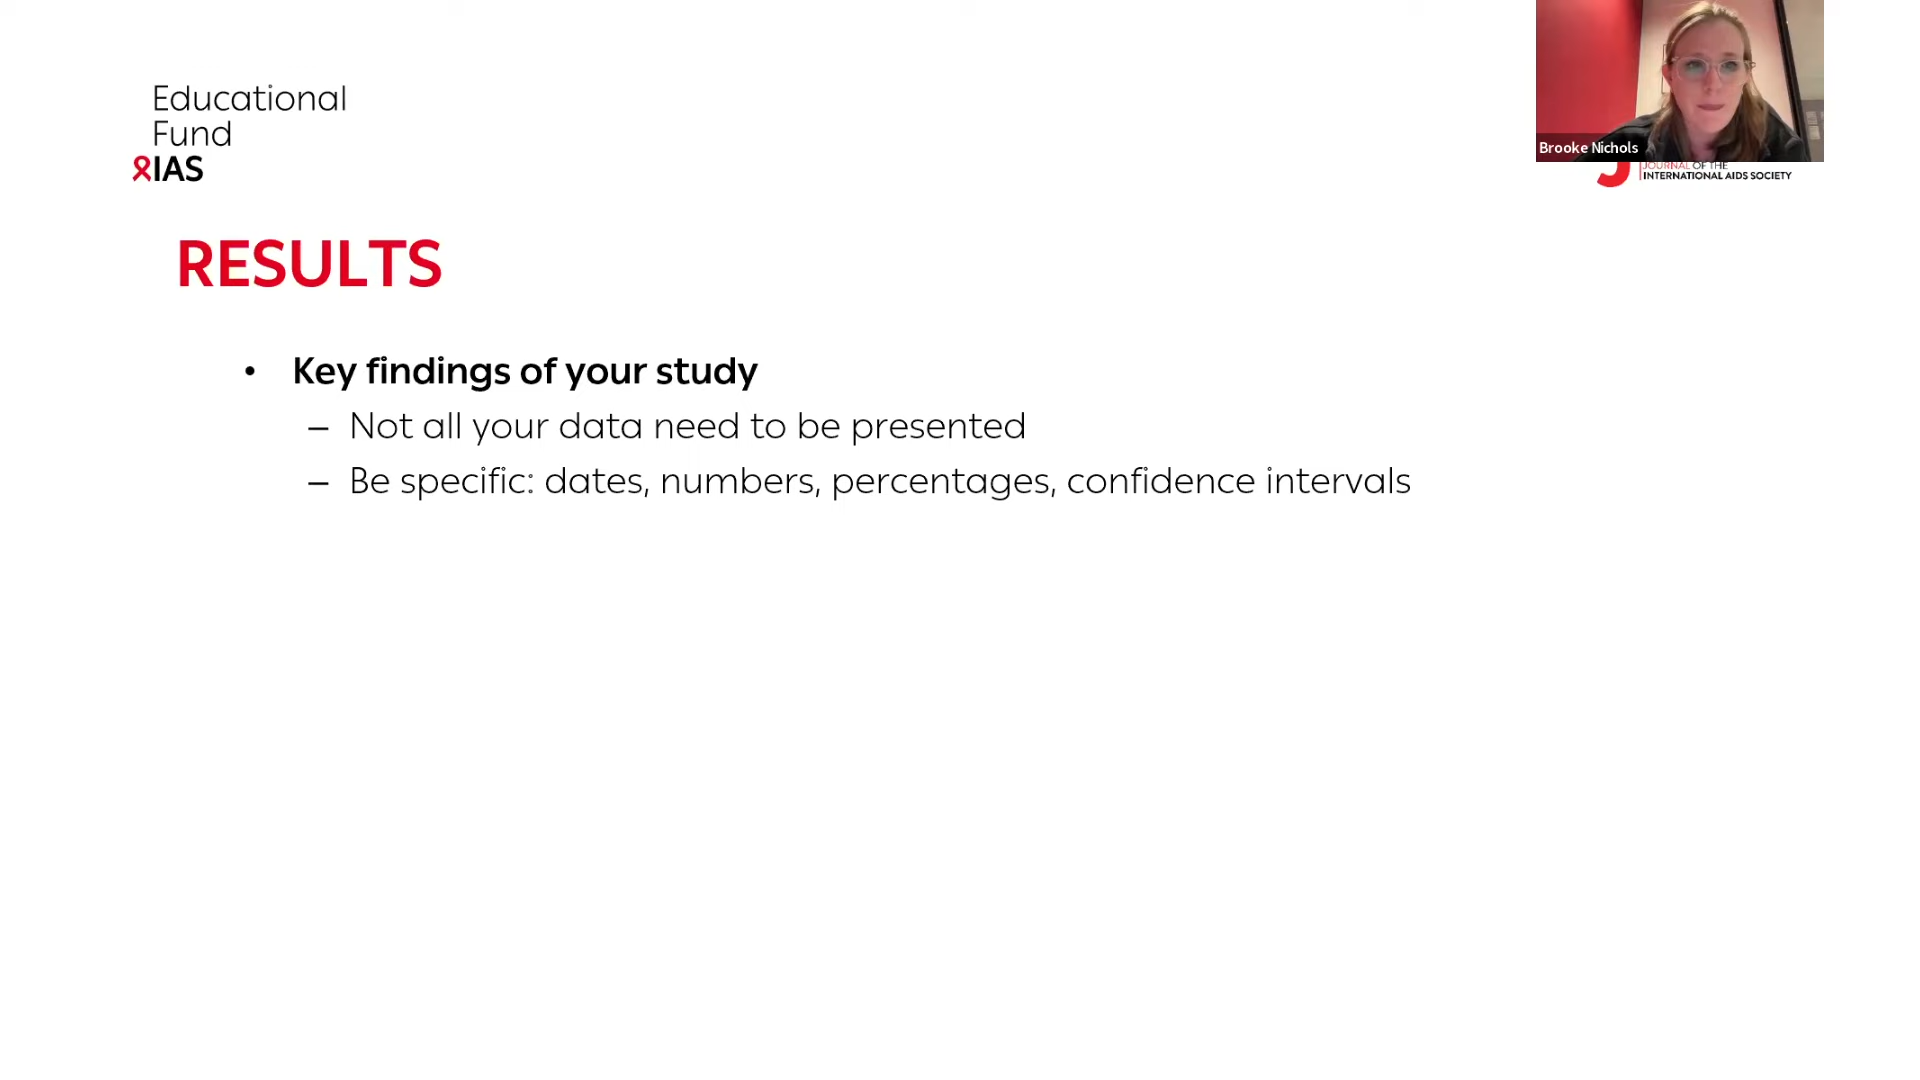 Educational
Fund
IAS
Brooke Nichols
JOURNAL OF THE
INTERNATIONAL AIDS SOCIETY
RESULTS
• Key findings of your study
– Not all your data need to be presented
– Be specific: dates, numbers, percentages, confidence intervals